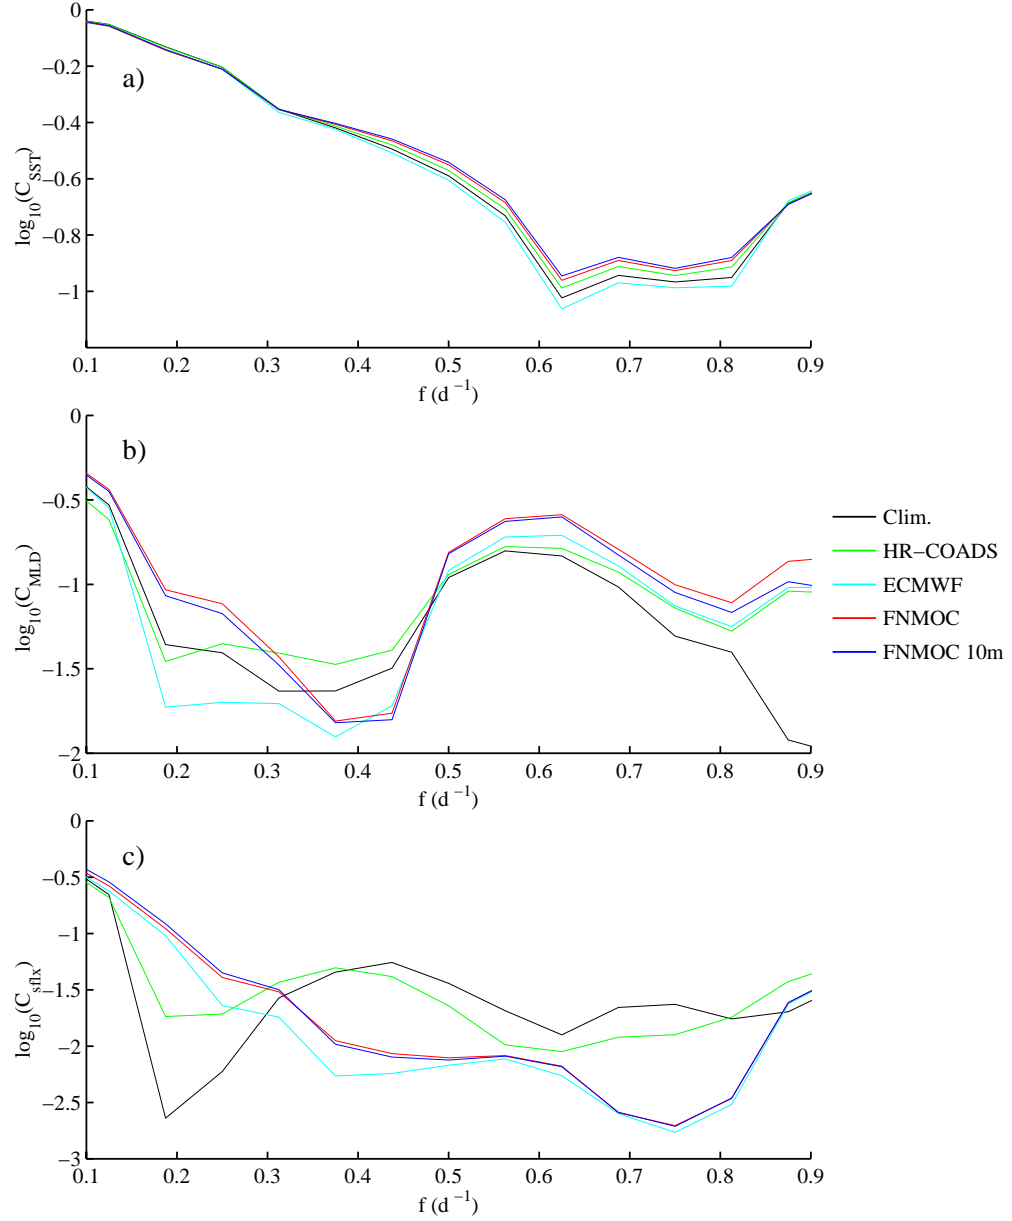 0
−0.2
−0.4
−0.6
−0.8
−1
a)
log10(CSST)
0.1 0.2 0.3 0.4 0.5 0.6 0.7 0.8 0.9
f (d −1)
0
−0.5
−1.0
−1.5
−2
b)
log10(CMLD)
0.1 0.2 0.3 0.4 0.5 0.6 0.7 0.8 0.9
f (d −1)
Clim.
HR−COADS
ECMWF
FNMOC
FNMOC 10m
0
−0.5
−1
−1.5
−2
−2.5
−3
c)
log10(Csflx)
0.1 0.2 0.3 0.4 0.5 0.6 0.7 0.8 0.9
f (d −1)